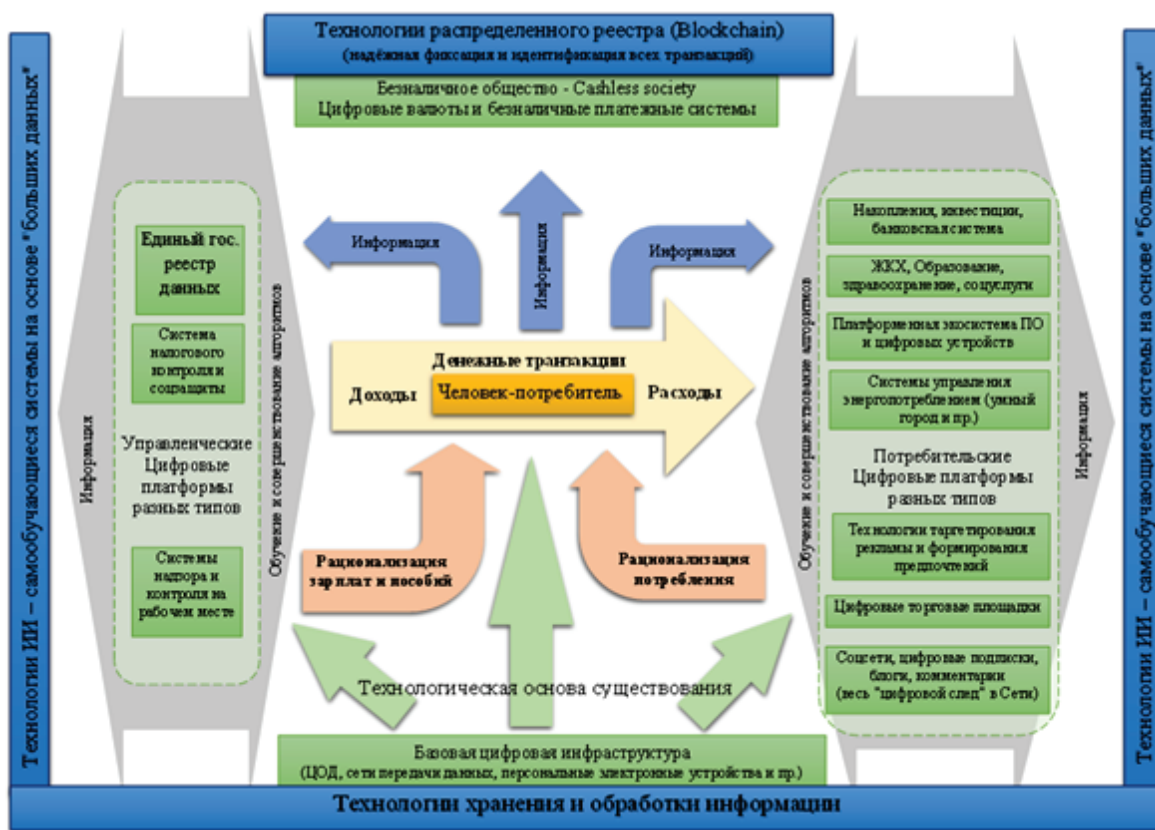 Технологии распределенного реестра (Blockchain)
(надёжная фиксация и идентификация всех транзакций)
Безналичное общество - Cashless society
Цифровые валюты и безналичные платежные системы
Технологии ИИ – самообучающиеся системы на основе "больших данных"
Информация
Единый гос.
реестр
данных
Система
налогового
контроля и
соцзащиты
Управленческие
Цифровые
платформы
разных типов
Системы
надзора и
контроля на
рабочем месте
Обучение и совершенствование алгоритмов
Информация
Информация
Информация
Денежные транзакции
Доходы
Человек-потребитель
Расходы
Рационализация
зарплат и пособий
Рационализация
потребления
Технологическая основа существования
Обучение и совершенствование алгоритмов
Накопления, инвестиции,
банковская система
ЖКХ, Образование,
здравоохранение, соцуслуги
Платформенная экосистема ПО
и цифровых устройств
Системы управления
энергопотреблением (умный
город и пр.)
Потребительские
Цифровые платформы
разных типов
Технологии таргетирования
рекламы и формирования
предпочтений
Цифровые торговые площадки
Соцсети, цифровые подписки,
блоги, комментарии
(весь "цифровой след" в Сети)
Информация
Технологии ИИ – самообучающиеся системы на основе "больших данных"
Базовая цифровая инфраструктура
(ЦОД, сети передачи данных, персональные электронные устройства и пр.)
Технологии хранения и обработки информации